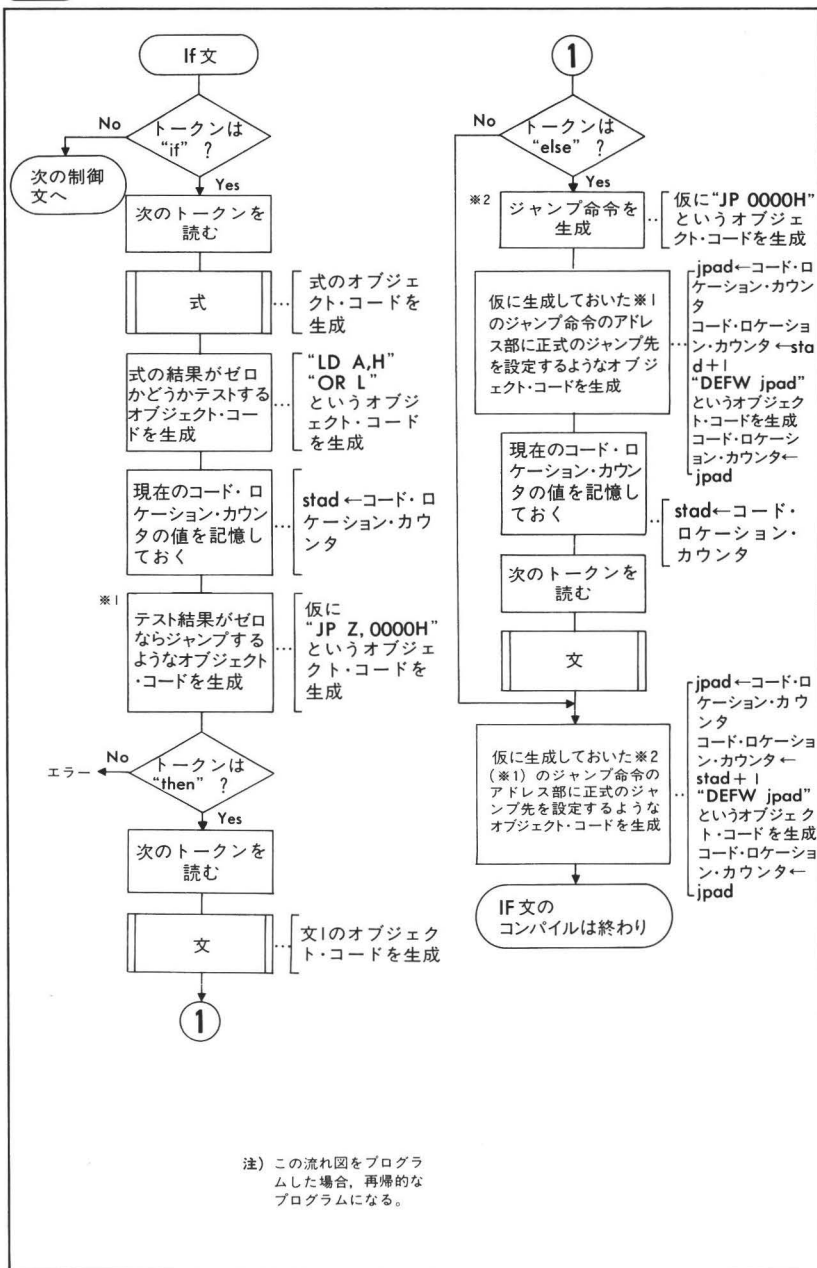 If文
トークンは
“if” ?
No
次の制御
文へ
Yes
次のトークンを
読む
式
式のオブジェ
クト・コードを
生成
式の結果がゼロ
かどうかテストする
オブジェクト・コー
ドを生成
“LD A,H”
“OR L”
というオブジ
ェクト・コード
を生成
現在のコード・ロ
ケーション・カウン
タの値を記憶し
ておく
stad←コード・ロ
ケーション・カウ
ンタ
※1
テスト結果がゼロ
ならジャンプする
ようなオブジェクト
・コードを生成
仮に
“JP Z, 0000H”
というオブジェ
クト・コードを
生成
トークンは
“then” ?
No
エラー
Yes
次のトークンを
読む
文
文1のオブジェク
ト・コードを生成
1
1
トークンは
“else” ?
No
Yes
※2
ジャンプ命令を
生成
仮に“JP 0000H”
というオブジェ
クト・コードを生成
仮に生成しておいた※1
のジャンプ命令のアドレ
ス部に正式のジャンプ先
を設定するようなオブジ
ェクト・コードを生成
jpad←コード・ロ
ケーション・カウン
タ
コード・ロケーショ
ン・カウンタ←sta
d+1
“DEFW jpad”
というオブジェク
ト・コードを生成
コード・ロケーシ
ョン・カウンタ←
jpad
現在のコード・ロ
ケーション・カウン
タの値を記憶し
ておく
stad←コード・
ロケーション・
カウンタ
次のトークンを
読む
文
仮に生成しておいた※2
(※1)のジャンプ命令の
アドレス部に正式のジャ
ンプ先を設定するような
オブジェクト・コードを生成
jpad←コード・ロ
ケーション・カウ
ンタ
コード・ロケーショ
ン・カウンタ←
stad+1
“DEFW jpad”
というオブジェク
ト・コードを生成
コード・ロケーショ
ン・カウンタ←
jpad
IF文の
コンパイルは終わり
注) この流れ図をプログラ
ムした場合, 再帰的な
プログラムになる。